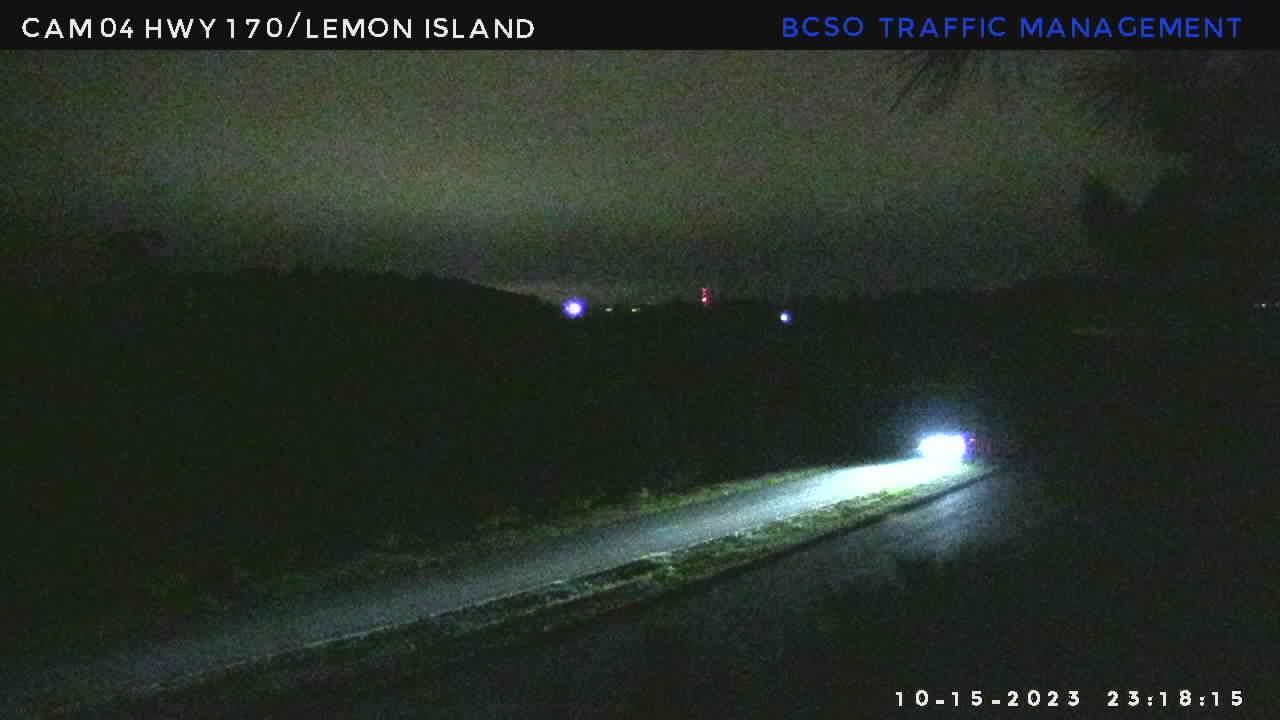 CAM04 HWY 170/LEMON ISLAND
BCSO TRAFFIC MANAGEMENT
10-15-2023 23:18:15